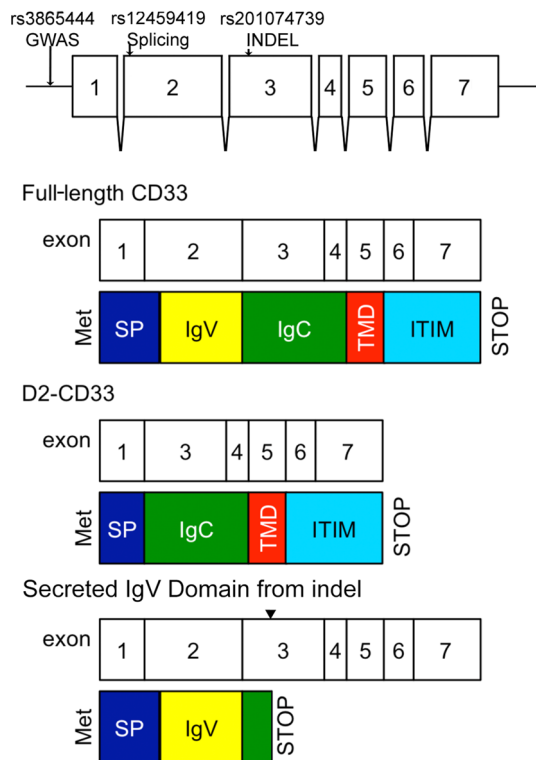 rs3865444 rs12459419 rs201074739
GWAS Splicing INDEL
1 2 3 4 5 6 7
Full-length CD33
exon 1 2 3 4 5 6 7
Met SP IgV IgC TMD ITIM STOP
D2-CD33
exon 1 3 4 5 6 7
Met SP IgC TMD ITIM STOP
Secreted IgV Domain from indel
exon 1 2 3 4 5 6 7
Met SP IgV STOP